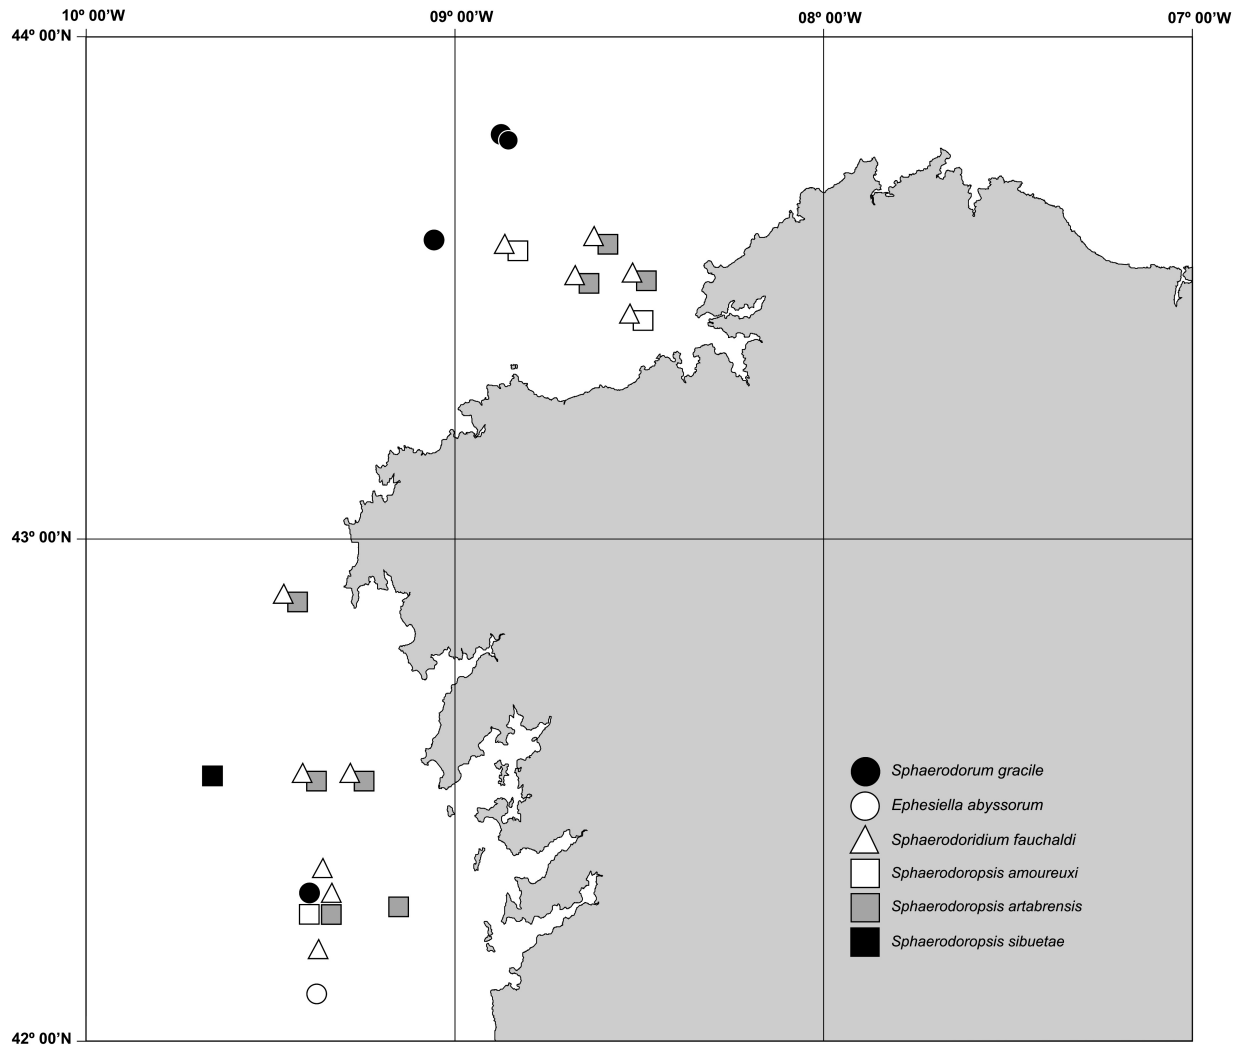 10º 00’W 09º 00’W 08º 00’W 07º 00’W
44º 00’N
43º 00’N
Sphaerodorum gracile
Ephesiella abyssorum
Sphaerodoridium fauchaldi
Sphaerodoropsis amoureuxi
Sphaerodoropsis artabrensis
Sphaerodoropsis sibuetae
42º 00’N